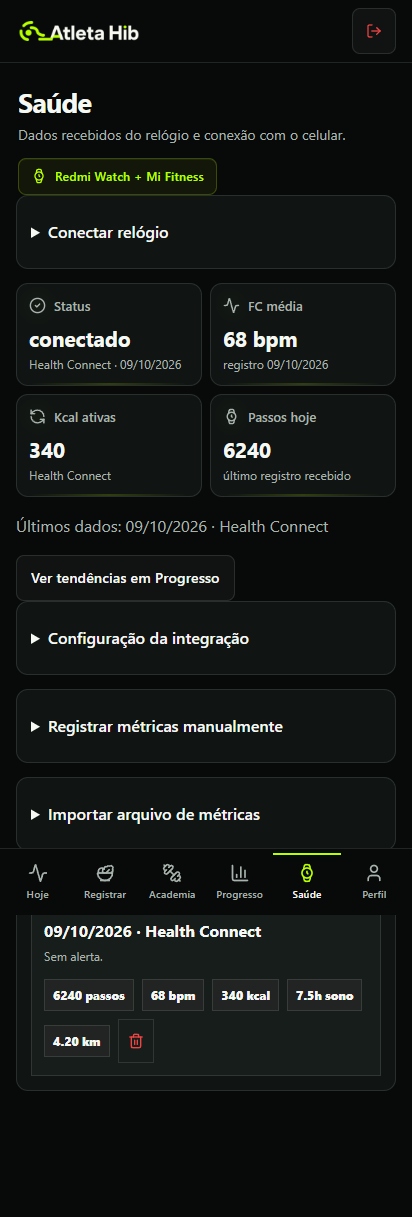 Atleta Hib
Saúde
Dados recebidos do relógio e conexão com o celular.
Redmi Watch + Mi Fitness
Conectar relógio
Status
conectado
Health Connect · 09/10/2026
FC média
68 bpm
registro 09/10/2026
Kcal ativas
340
Health Connect
Passos hoje
6240
último registro recebido
Últimos dados: 09/10/2026 · Health Connect
Ver tendências em Progresso
Configuração da integração
Registrar métricas manualmente
Importar arquivo de métricas
Hoje
Registrar
Academia
Progresso
Saúde
Perfil
09/10/2026 · Health Connect
Sem alerta.
6240 passos
68 bpm
340 kcal
7.5h sono
4.20 km